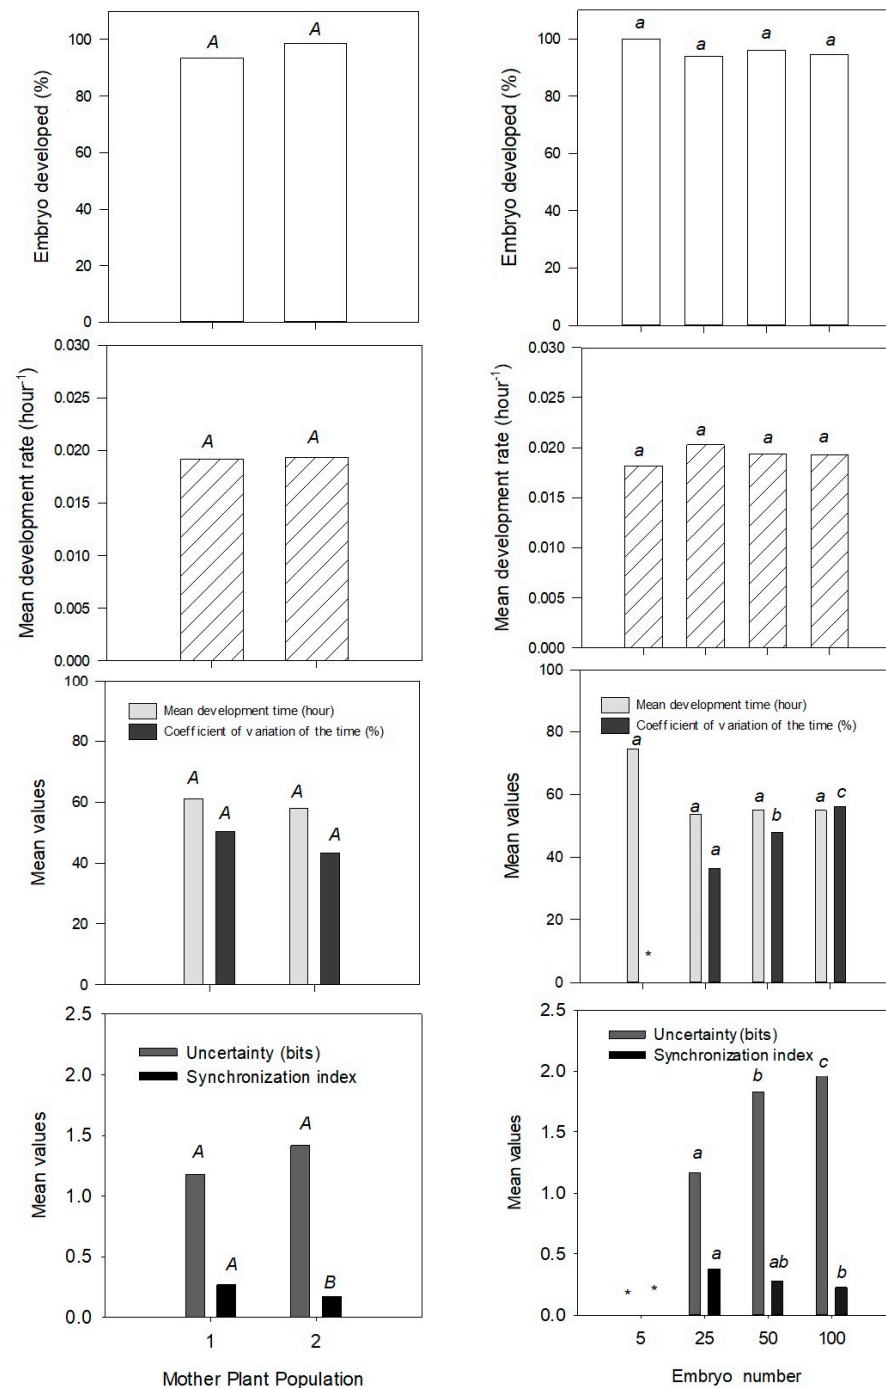 Embryo developed (%)
100
80
60
40
20
0
A
A
Embryo developed (%)
100
80
60
40
20
0
a
a
a
a
Mean development rate (hour-1)
0.030
0.025
0.020
0.015
0.010
0.005
0.000
A
A
Mean development rate (hour-1)
0.030
0.025
0.020
0.015
0.010
0.005
0.000
a
a
a
a
Mean values
100
80
60
40
20
0
Mean development time (hour)
Coefficient of variation of the time (%)
A
A
A
A
Mean values
100
80
60
40
20
0
Mean development time (hour)
Coefficient of variation of the time (%)
a
*
a
a
a
b
a
c
Mean values
2.5
2.0
1.5
1.0
0.5
0.0
Uncertainty (bits)
Synchronization index
A
A
A
B
1
2
Mother Plant Population
Mean values
2.5
2.0
1.5
1.0
0.5
0.0
Uncertainty (bits)
Synchronization index
*
*
a
a
b
ab
c
b
5
25
50
100
Embryo number